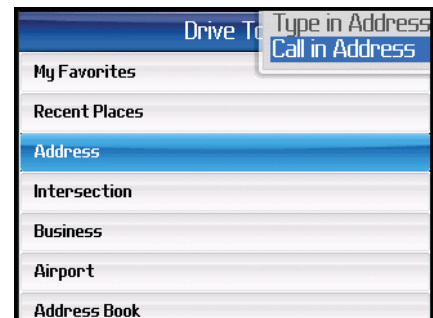 Drive To
Type in Address
Call in Address
My Favorites
Recent Places
Address
Intersection
Business
Airport
Address Book